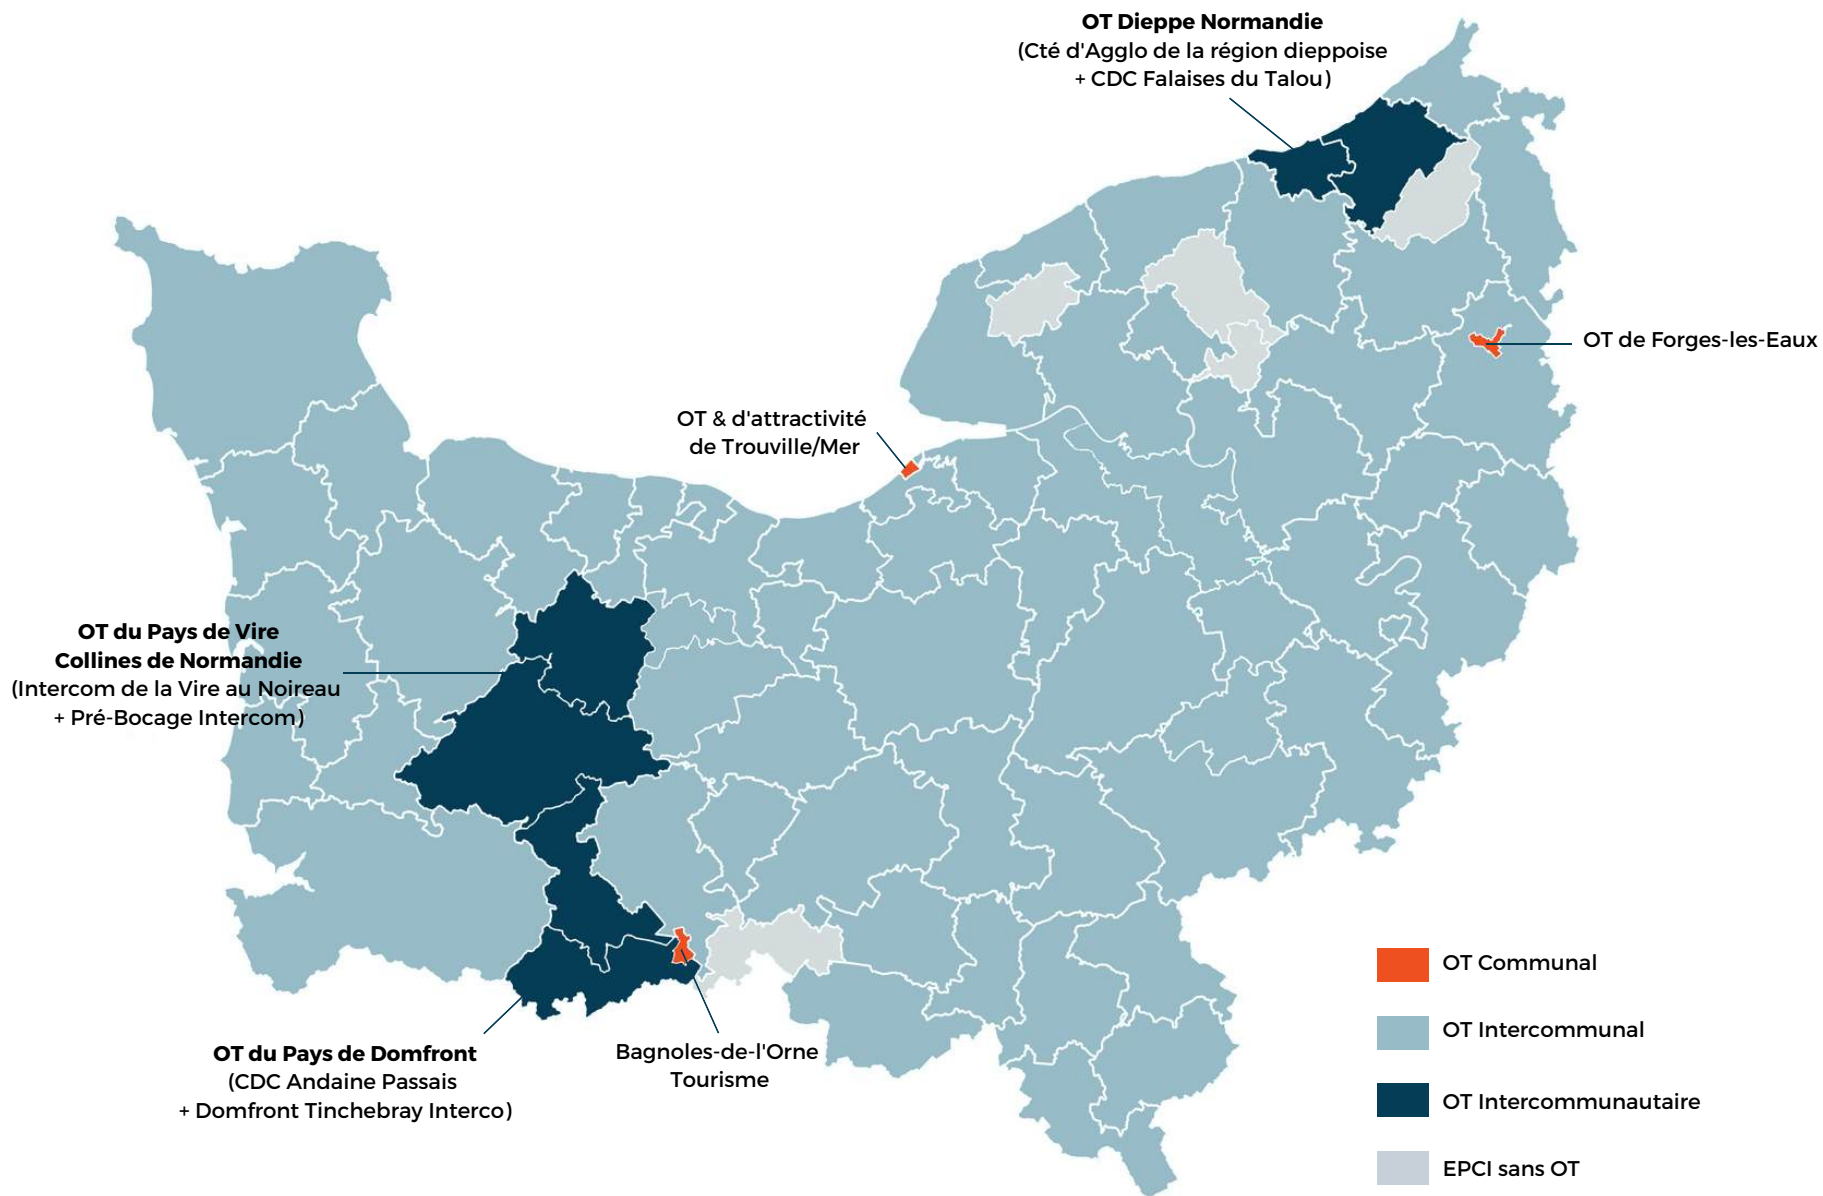 OT Dieppe Normandie
(Cté d'Agglo de la région dieppoise
+ CDC Falaises du Talou)
OT de Forges-les-Eaux
OT & d'attractivité
de Trouville/Mer
OT du Pays de Vire
Collines de Normandie
(Intercom de la Vire au Noireau
+ Pré-Bocage Intercom)
OT du Pays de Domfront
(CDC Andaine Passais
+ Domfront Tinchebray Interco)
Bagnoles-de-l'Orne
Tourisme
OT Communal
OT Intercommunal
OT Intercommunautaire
EPCI sans OT